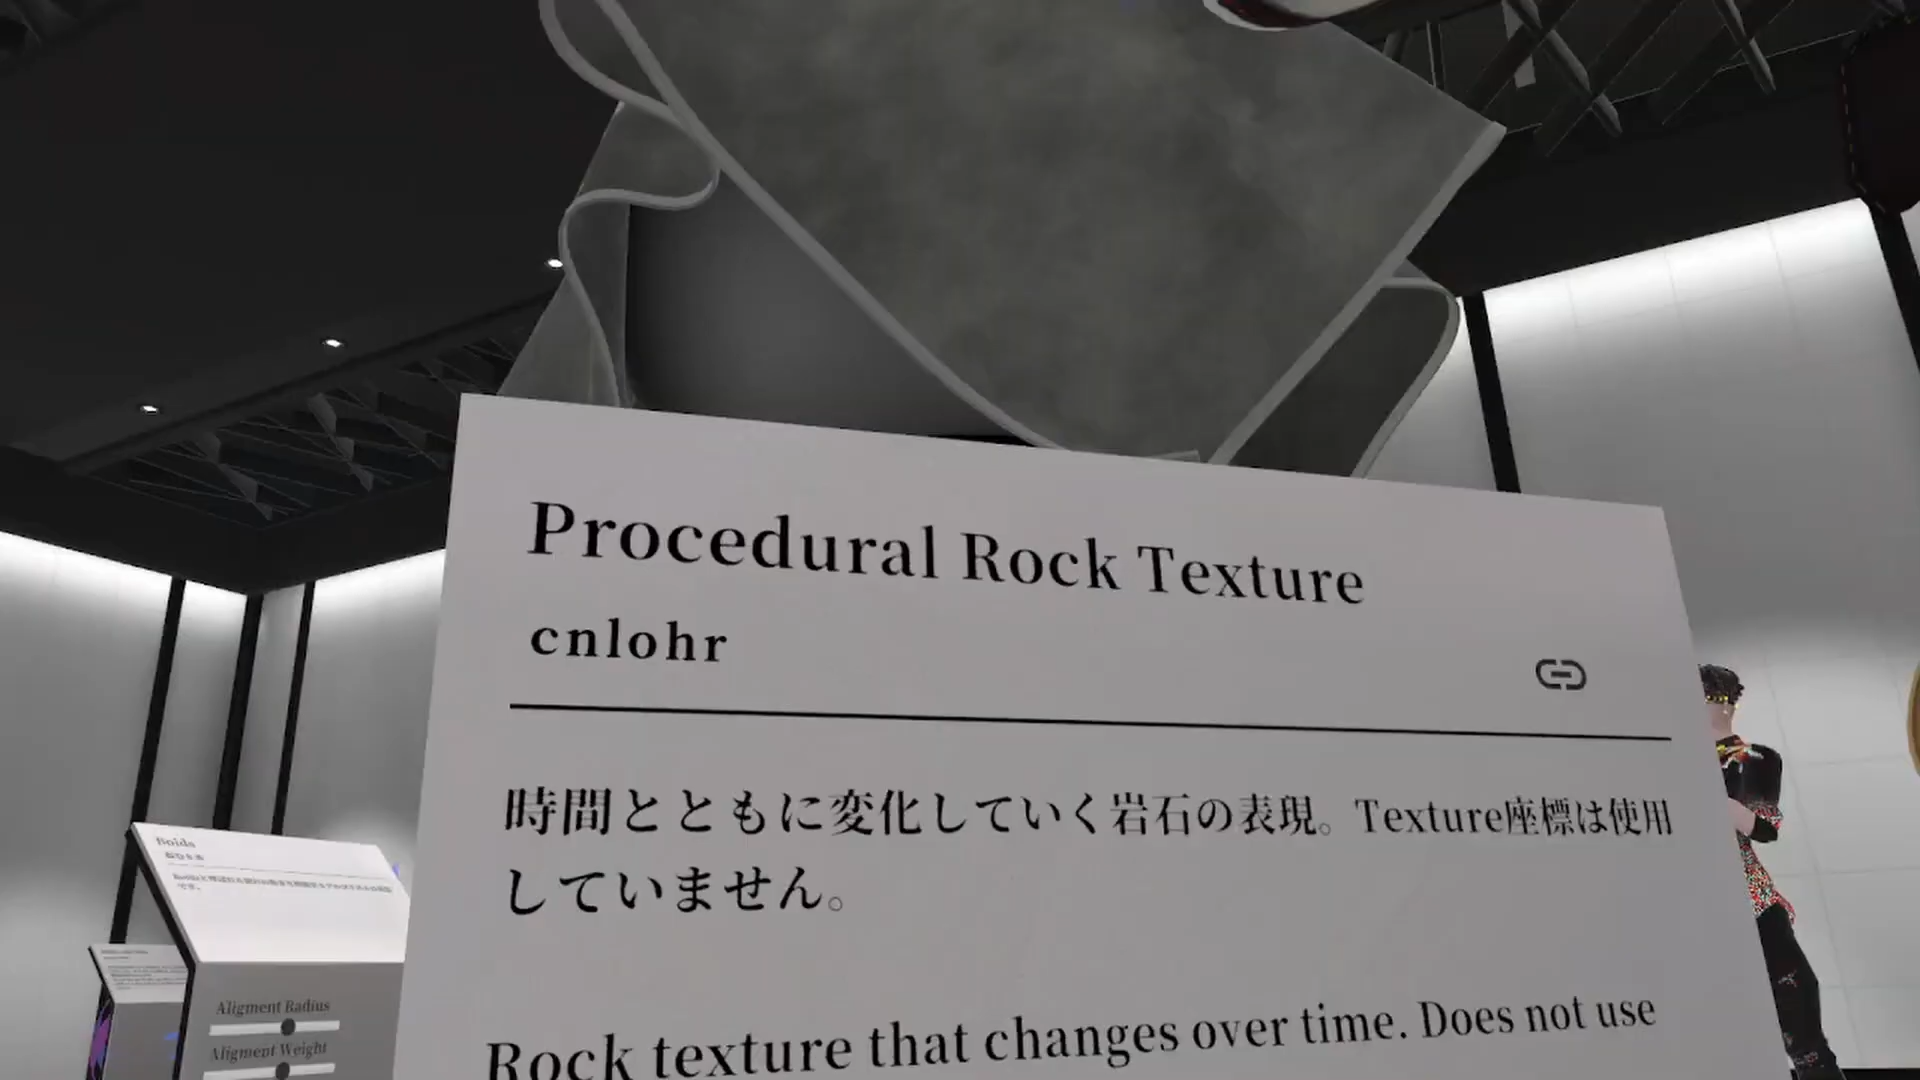 Procedural Rock Texture
cnlohr
時間とともに変化していく岩石の表現。Texture座標は使用
していません。
Rock texture that changes over time. Does not use
Boids
Aligment Radius
Aligment Weight